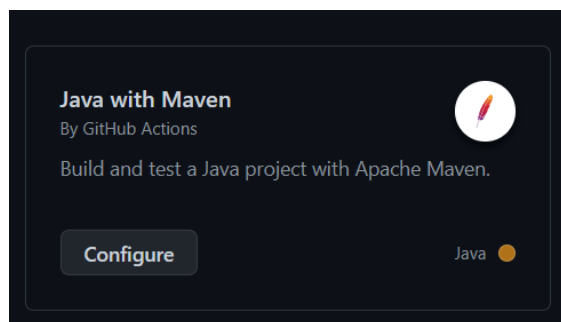 Java with Maven
By GitHub Actions
Build and test a Java project with Apache Maven.
Configure
Java